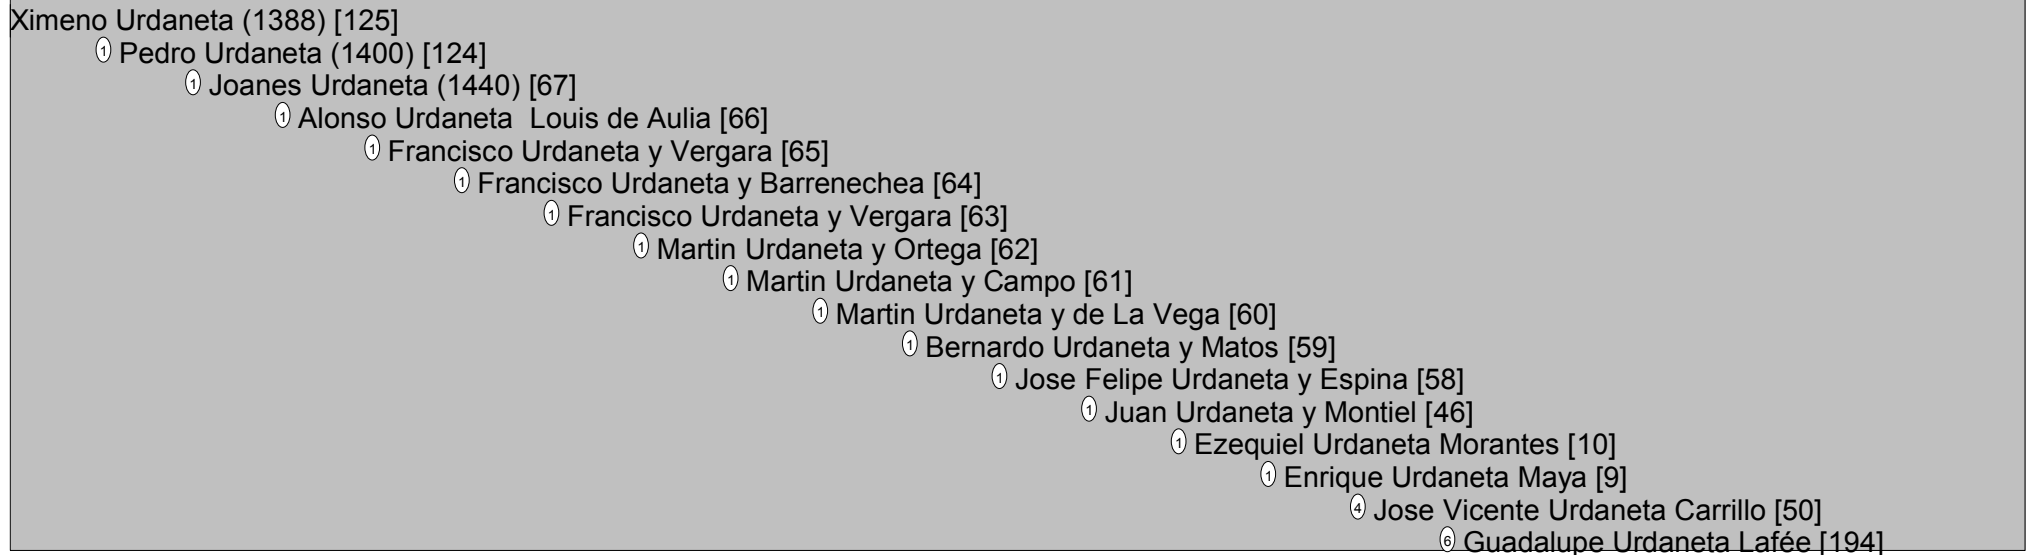 Ximeno Urdaneta (1388) [125]
1 Pedro Urdaneta (1400) [124]
1 Joanes Urdaneta (1440) [67]
1 Alonso Urdaneta  Louis de Aulia [66]
1 Francisco Urdaneta y Vergara [65]
1 Francisco Urdaneta y Barrenechea [64]
1 Francisco Urdaneta y Vergara [63]
1 Martin Urdaneta y Ortega [62]
1 Martin Urdaneta y Campo [61]
1 Martin Urdaneta y de La Vega [60]
1 Bernardo Urdaneta y Matos [59]
1 Jose Felipe Urdaneta y Espina [58]
1 Juan Urdaneta y Montiel [46]
1 Ezequiel Urdaneta Morantes [10]
1 Enrique Urdaneta Maya [9]
4 Jose Vicente Urdaneta Carrillo [50]
6 Guadalupe Urdaneta Lafée [194]